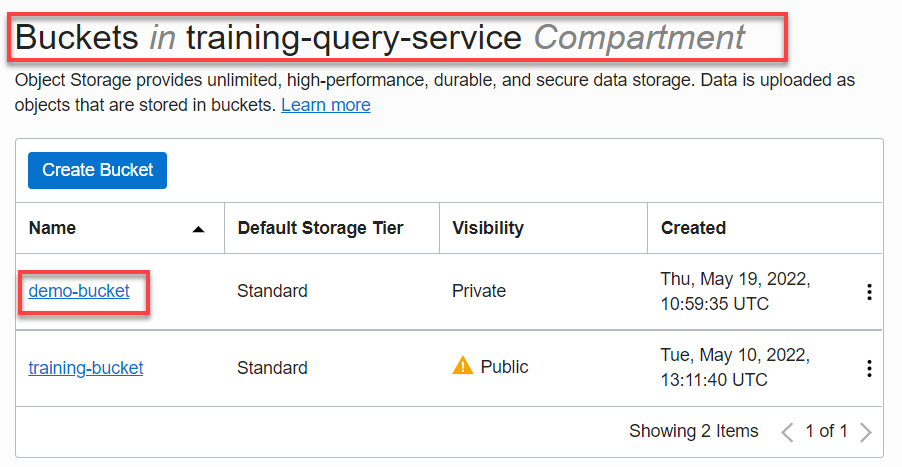 Buckets in training-query-service Compartment
Object Storage provides unlimited, high-performance, durable, and secure data storage. Data is uploaded as
objects that are stored in buckets. Learn more
Create Bucket
Name Default Storage Tier Visibility Created
demo-bucket Standard Private Thu, May 19, 2022,
10:59:35 UTC
training-bucket Standard Public Tue, May 10, 2022,
13:11:40 UTC
Showing 2 Items 1 of 1